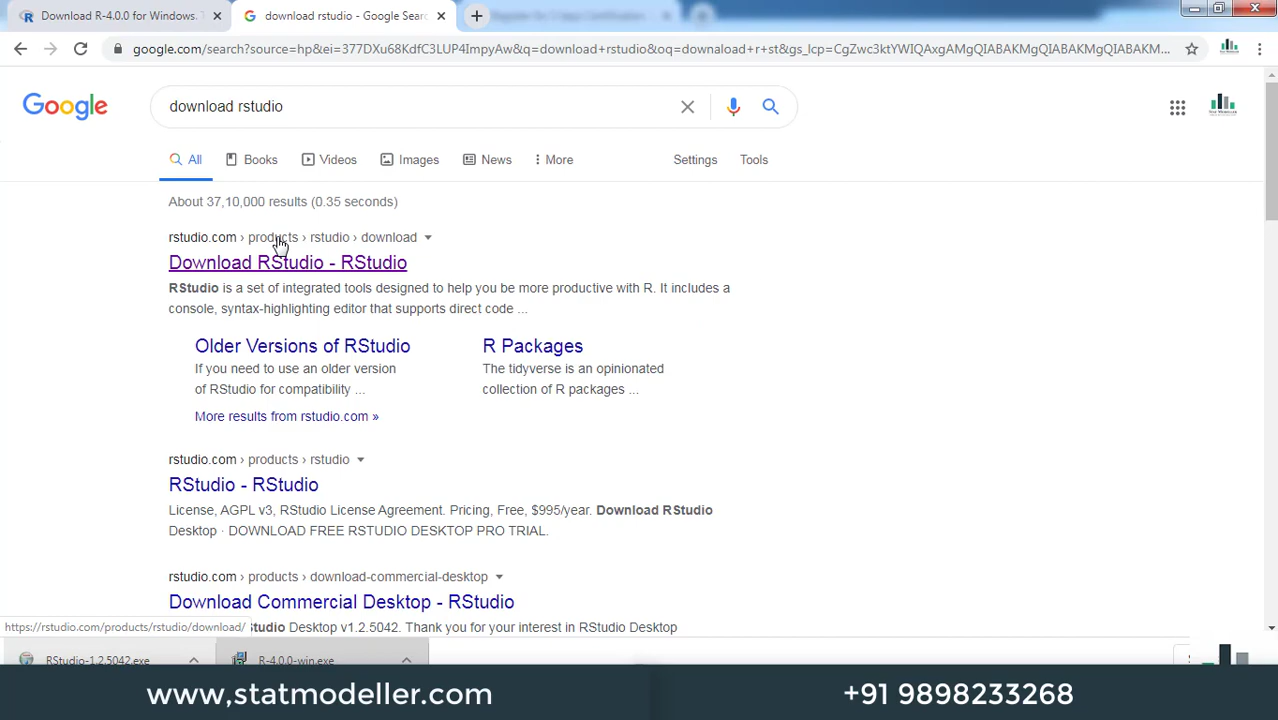 Download R-4.0.0 for Windows. T
download rstudio - Google Sear
google.com/search?source=hp&ei=377DXu68KdfC3LUP4ImpyAw&q=download+rstudio&oq=downaload+r+st&gs_lcp=CgZwc3ktYWIQAxgAMgQIABAKMgQIABAKMgQIABAKMgQIABAKM...
Google
download rstudio
All
Books
Videos
Images
News
More
Settings
Tools
About 37,10,000 results (0.35 seconds)
rstudio.com › products › rstudio › download
Download RStudio - RStudio
RStudio is a set of integrated tools designed to help you be more productive with R. It includes a
console, syntax-highlighting editor that supports direct code ...
Older Versions of RStudio
R Packages
If you need to use an older version
The tidyverse is an opinionated
of RStudio for compatibility ...
collection of R packages ...
More results from rstudio.com »
rstudio.com › products › rstudio
RStudio - RStudio
License, AGPL v3, RStudio License Agreement. Pricing, Free, $995/year. Download RStudio
Desktop · DOWNLOAD FREE RSTUDIO DESKTOP PRO TRIAL.
rstudio.com › products › download-commercial-desktop
Download Commercial Desktop - RStudio
https://rstudio.com/products/rstudio/download/
studio Desktop v1.2.5042. Thank you for your interest in RStudio Desktop
RStudio-1.2.5042.exe
R-4.0.0-win.exe
www,statmodeller.com
+91 9898233268